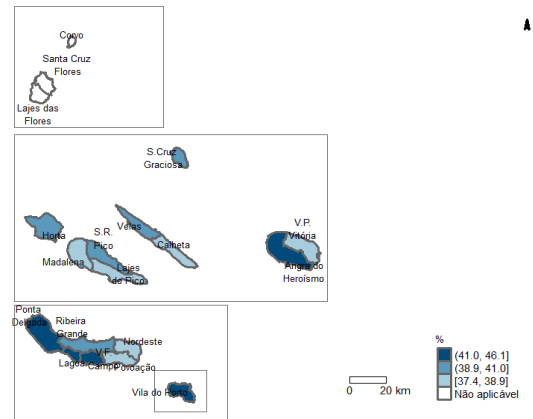 Corvo
Santa Cruz
Flores
Lajes das
Flores
S.Cruz
Graciosa
Horta
Velas
S.R.
Pico
Calheta
Madalena
Lajes
do Pico
V.P.
Vitória
Angra do
Heroísmo
Ponta
Delgada
Ribeira
Grande
Nordeste
Lagoa
V.F.
Campo
Povoação
Vila do Porto
0 20 km
%
(41.0, 46.1]
(38.9, 41.0]
[37.4, 38.9]
Não aplicável